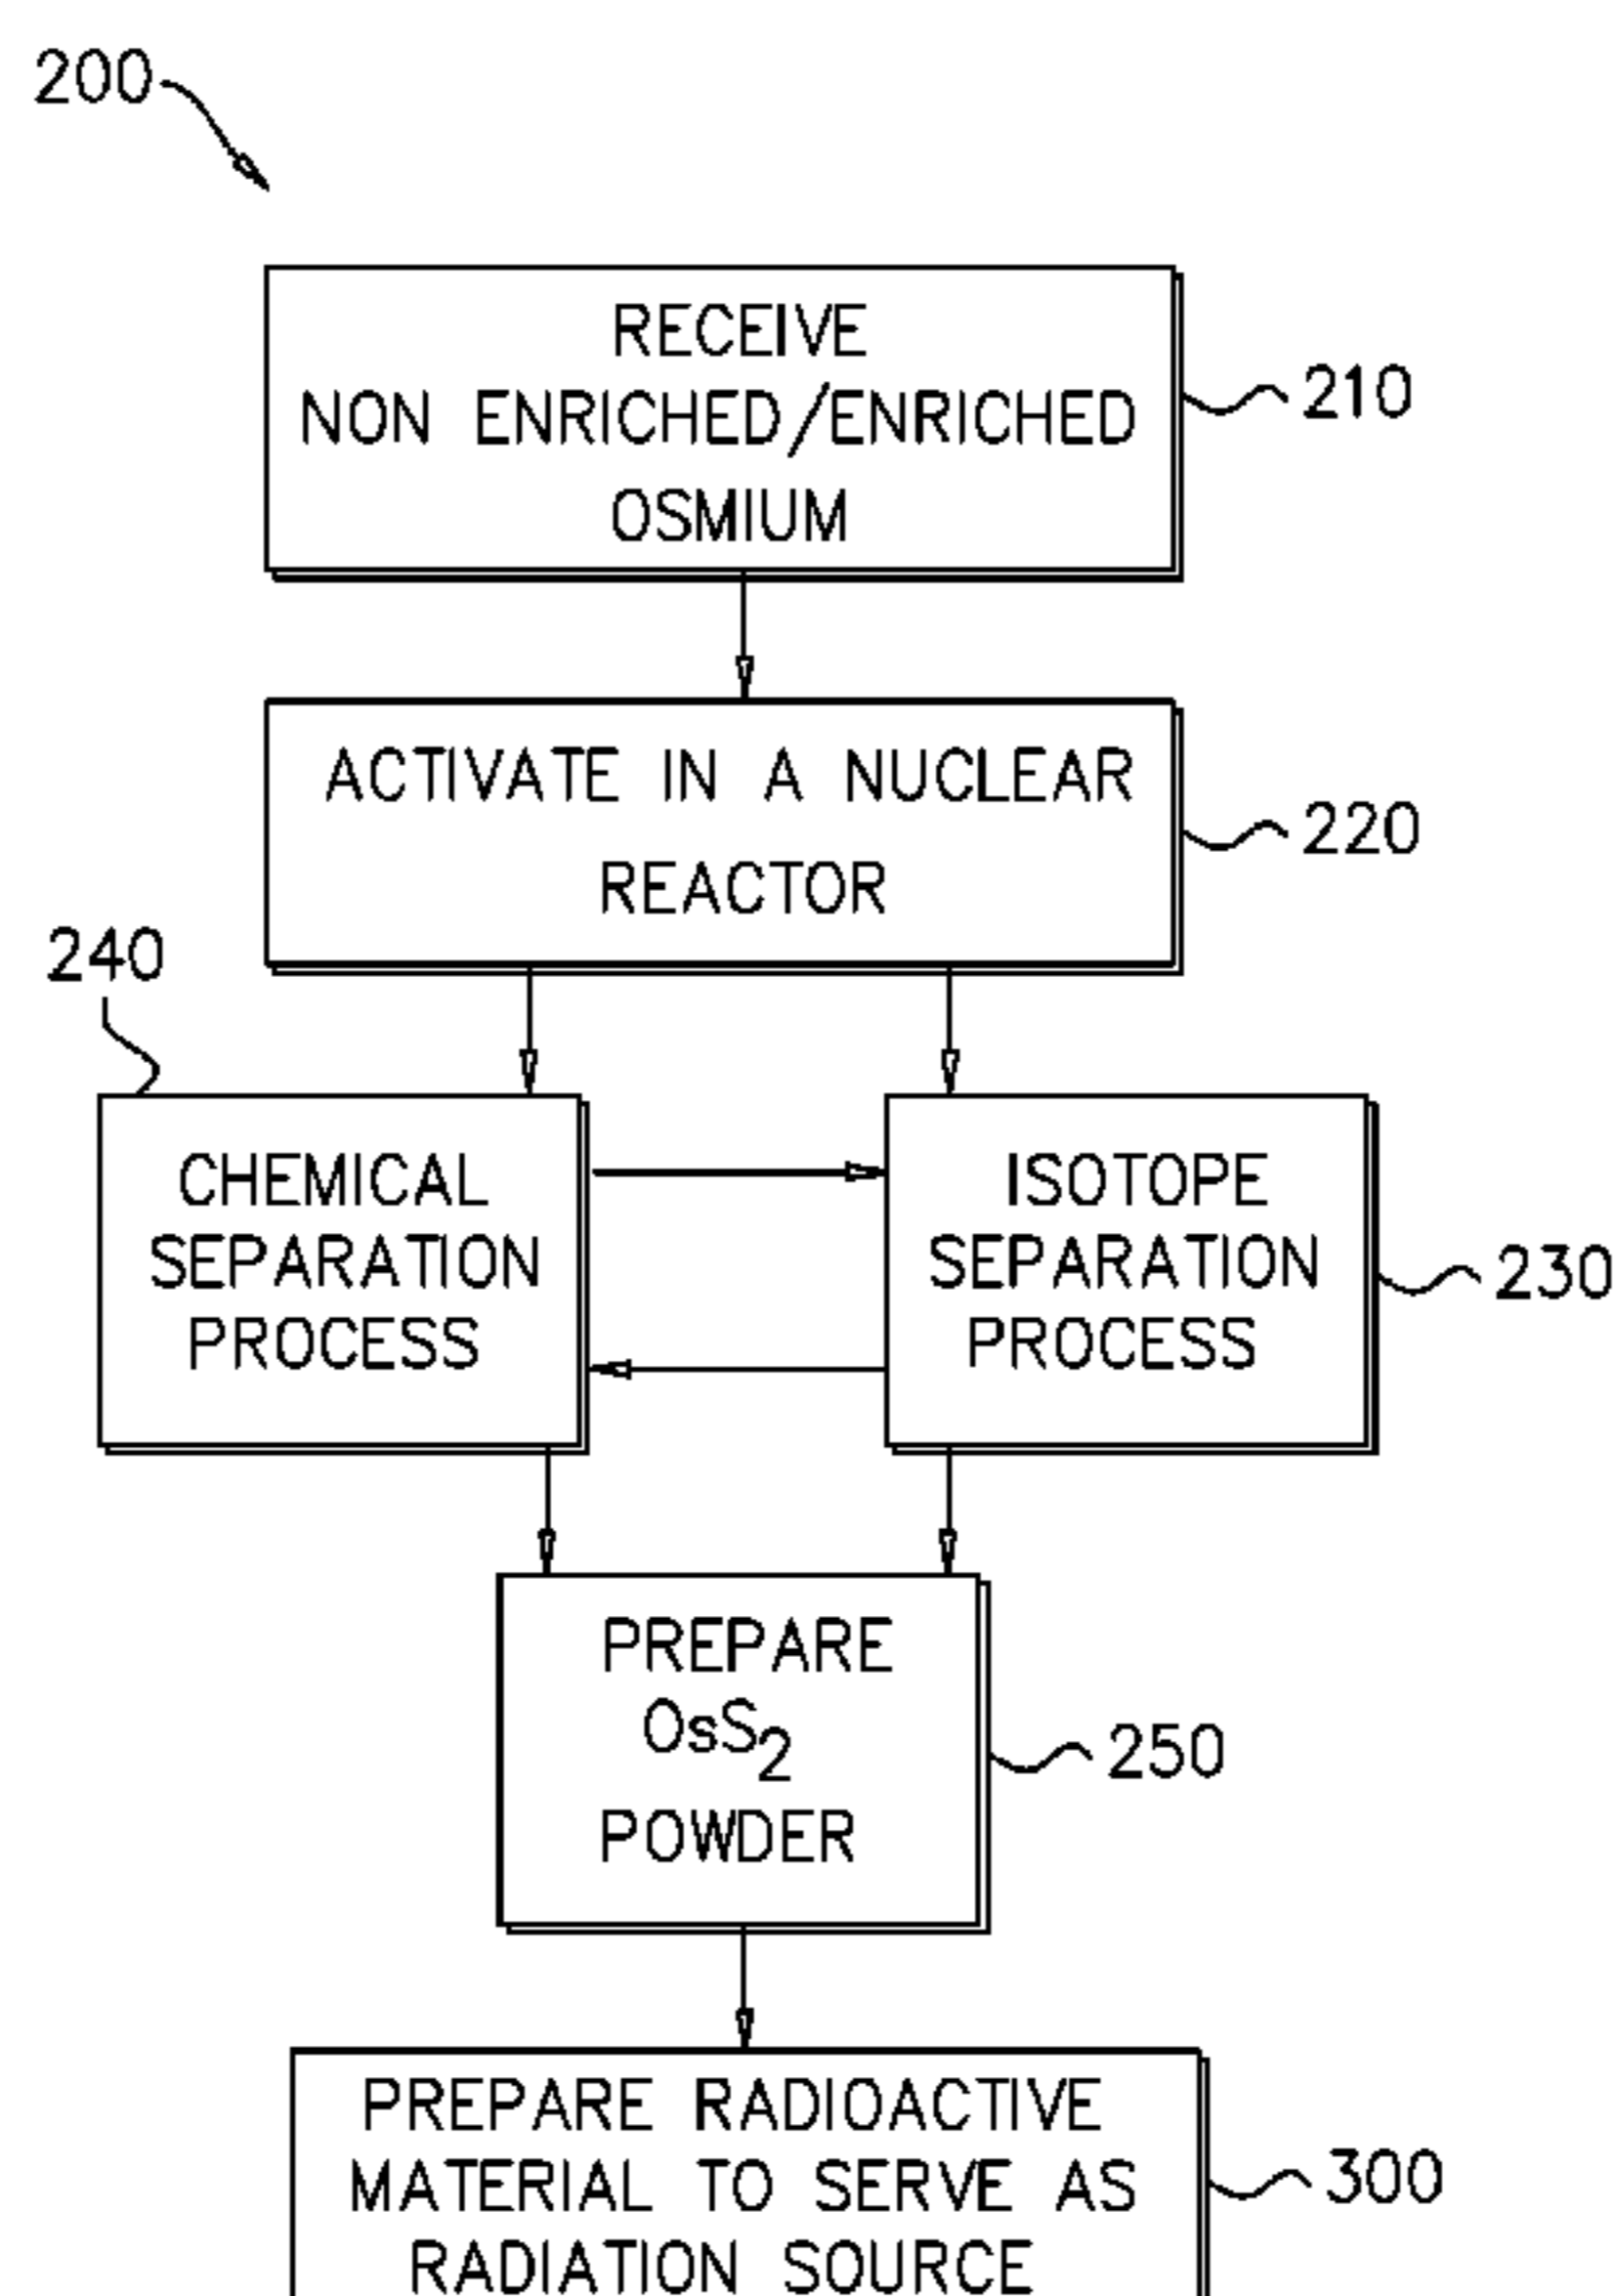 200
RECEIVE
NON ENRICHED/ENRICHED
OSMIUM
210
ACTIVATE IN A NUCLEAR
REACTOR
220
240
CHEMICAL
SEPARATION
PROCESS
ISOTOPE
SEPARATION
PROCESS
230
PREPARE
OsS2
POWDER
250
PREPARE RADIOACTIVE
MATERIAL TO SERVE AS
RADIATION SOURCE
300